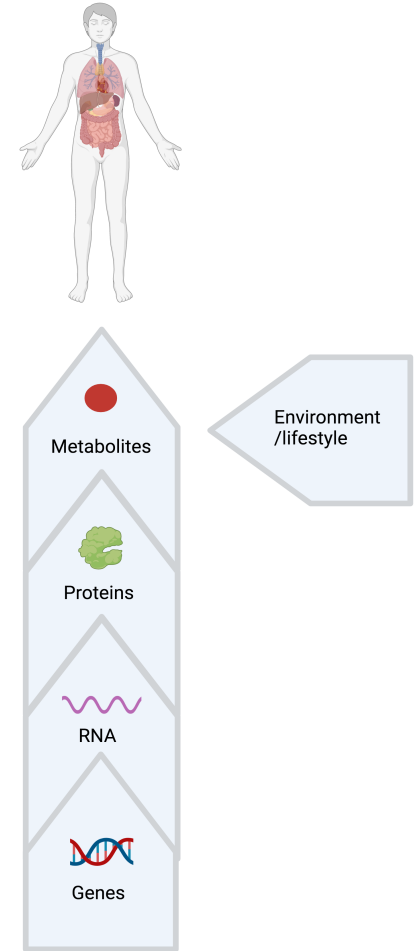 Metabolites
Environment
/lifestyle
Proteins
RNA
Genes